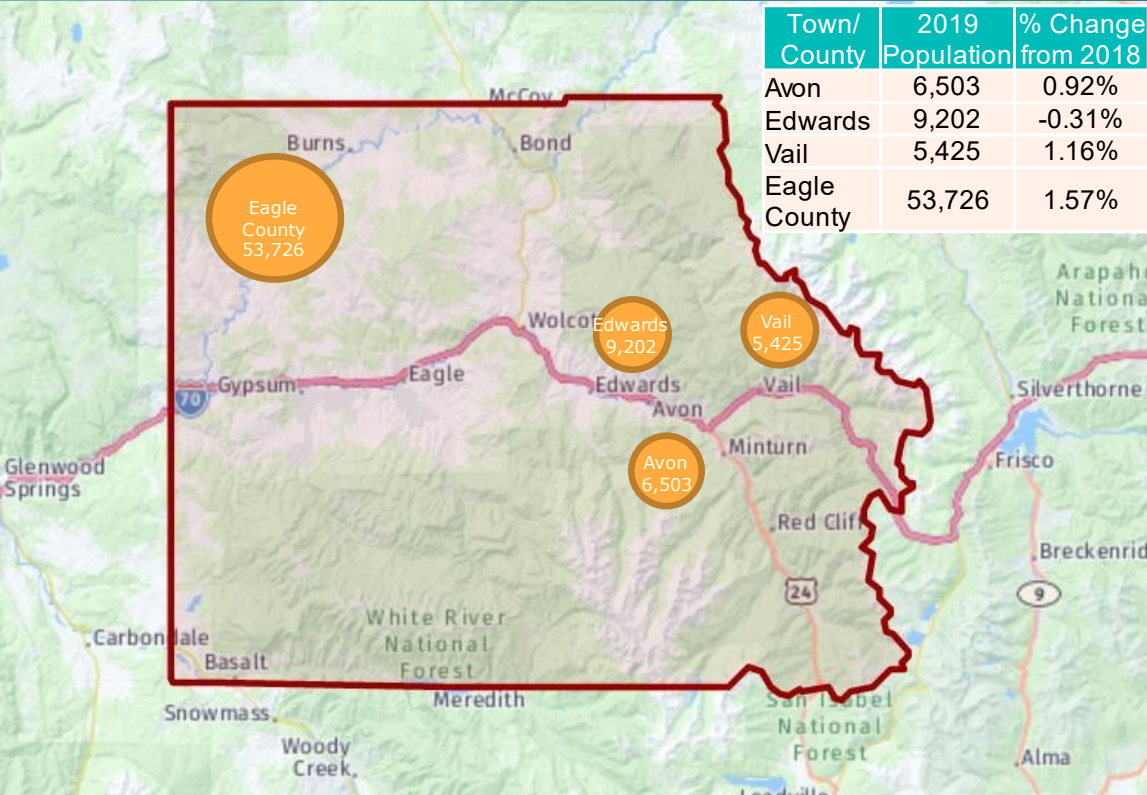 Town/ County 2019 Population % Change from 2018
Avon 6,503 0.92%
Edwards 9,202 -0.31%
Vail 5,425 1.16%
Eagle County 53,726 1.57%
McCoy
Burns
Bond
Eagle
County
53,726
Arapaho
National
Forest
Wolcott
Edwards
9,202
Vail
5,425
Gypsum
Eagle
Edwards
Vail
Silverthorne
70
Avon
Minturn
Glenwood
Springs
Avon
6,503
Frisco
Red Cliff
Breckenrid
24
9
White River
National
Forest
Carbondale
Basalt
Meredith
San Isabel
National
Forest
Snowmass
Woody
Creek
Alma
Leadville